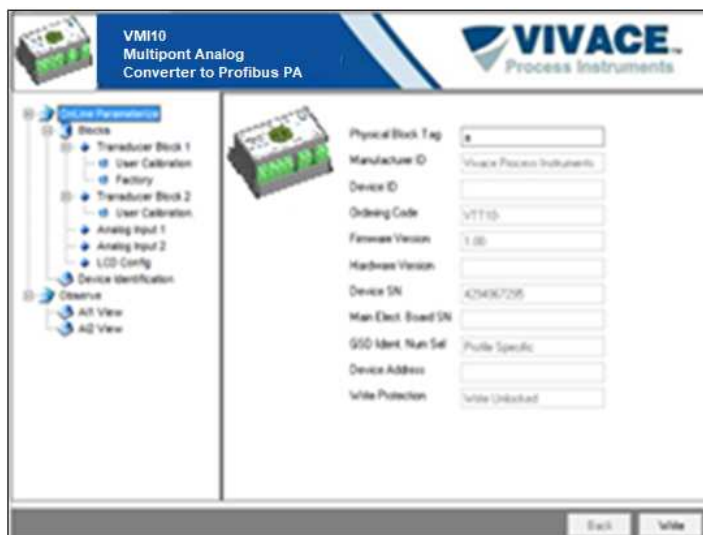 VMI10
Multipont Analog
Converter to Profibus PA
VIVACE
Process Instruments
OnLine Parameterize
Blocks
Transducer Block 1
User Calibration
Factory
Transducer Block 2
User Calibration
Analog Input 1
Analog Input 2
LCD Config
Device Identification
Observe
AI1 View
AI2 View
Physical Block Tag
Manufacturer ID Vivace Process Instruments
Device ID
Ordering Code VTT10-
Firmware Version 1.00
Hardware Version
Device SN 4294967295
Main Elect. Board SN
GSD Ident. Num Sel Profile Specific
Device Address
Write Protection Write Unlocked
Back Write